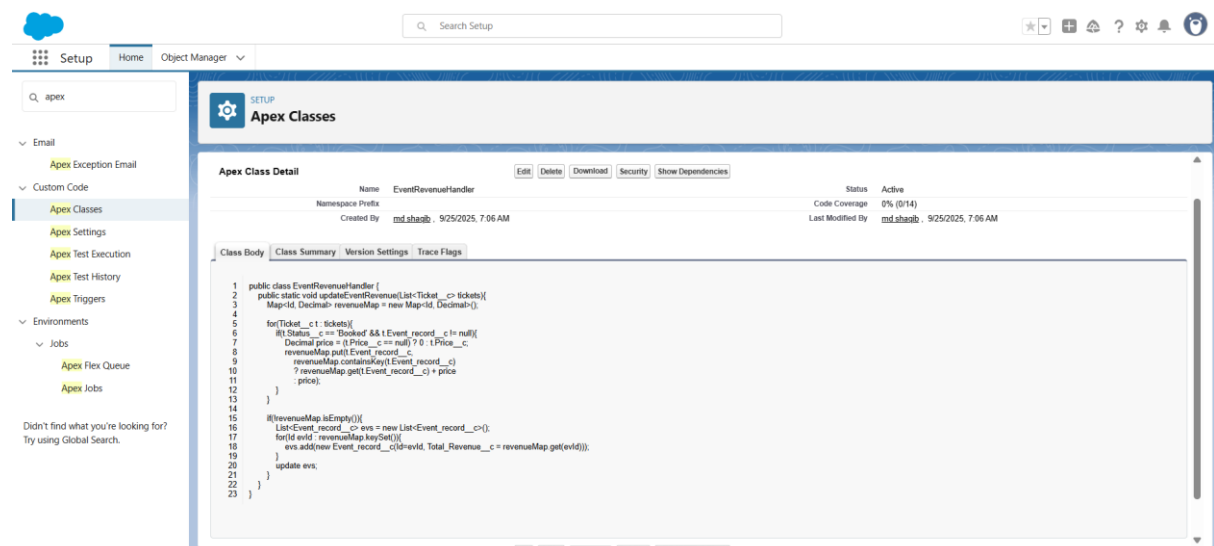 Search Setup
Setup
Home
Object Manager
apex
Email
Apex Exception Email
Custom Code
Apex Classes
Apex Settings
Apex Test Execution
Apex Test History
Apex Triggers
Environments
Jobs
Apex Flex Queue
Apex Jobs
Didn't find what you're looking for?
Try using Global Search.
SETUP
Apex Classes
Apex Class Detail
Edit Delete Download Security Show Dependencies
Name EventRevenueHandler Status Active
Namespace Prefix Code Coverage 0% (0/14)
Created By md shaqib , 9/25/2025, 7:06 AM Last Modified By md shaqib , 9/25/2025, 7:06 AM
Class Body Class Summary Version Settings Trace Flags
1 public class EventRevenueHandler {
2 public static void updateEventRevenue(List<Ticket__c> tickets){
3 Map<Id, Decimal> revenueMap = new Map<Id, Decimal>();
4
5 for(Ticket__c t : tickets){
6 if(t.Status__c == 'Booked' && t.Event_record__c != null){
7 Decimal price = (t.Price__c == null) ? 0 : t.Price__c;
8 revenueMap.put(t.Event_record__c,
9 revenueMap.containsKey(t.Event_record__c)
10 ? revenueMap.get(t.Event_record__c) + price
11 : price);
12 }
13 }
14
15 if(!revenueMap.isEmpty()){
16 List<Event_record__c> evs = new List<Event_record__c>();
17 for(Id evId : revenueMap.keySet()){
18 evs.add(new Event_record__c(Id=evId, Total_Revenue__c = revenueMap.get(evId)));
19 }
20 update evs;
21 }
22 }
23 }